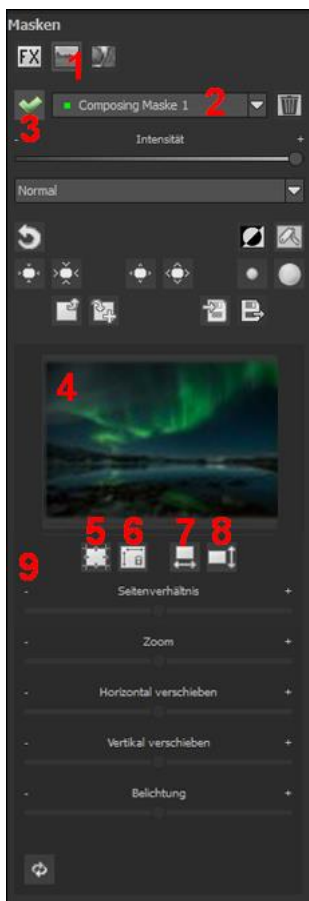 Masken
FX 1
Composing Maske 1 2
3
- Intensität +
Normal
4
5 6 7 8
9
- Seitenverhältnis +
- Zoom +
- Horizontal verschieben +
- Vertikal verschieben +
- Belichtung +